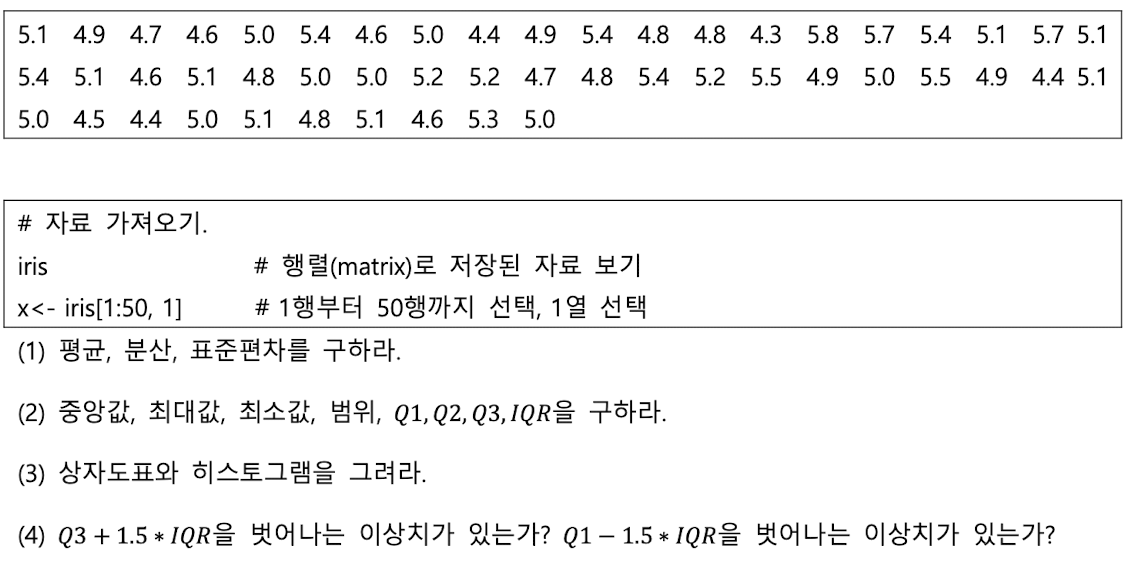 5.1 4.9 4.7 4.6 5.0 5.4 4.6 5.0 4.4 4.9 5.4 4.8 4.8 4.3 5.8 5.7 5.4 5.1 5.7 5.1
5.4 5.1 4.6 5.1 4.8 5.0 5.0 5.2 5.2 4.7 4.8 5.4 5.2 5.5 4.9 5.0 5.5 4.9 4.4 5.1
5.0 4.5 4.4 5.0 5.1 4.8 5.1 4.6 5.3 5.0
# 자료 가져오기.
iris # 행렬(matrix)로 저장된 자료 보기
x<- iris[1:50, 1] # 1행부터 50행까지 선택, 1열 선택
(1) 평균, 분산, 표준편차를 구하라.
(2) 중앙값, 최대값, 최소값, 범위, Q1, Q2, Q3, IQR을 구하라.
(3) 상자도표와 히스토그램을 그려라.
(4) Q3 + 1.5 * IQR을 벗어나는 이상치가 있는가? Q1 − 1.5 * IQR을 벗어나는 이상치가 있는가?